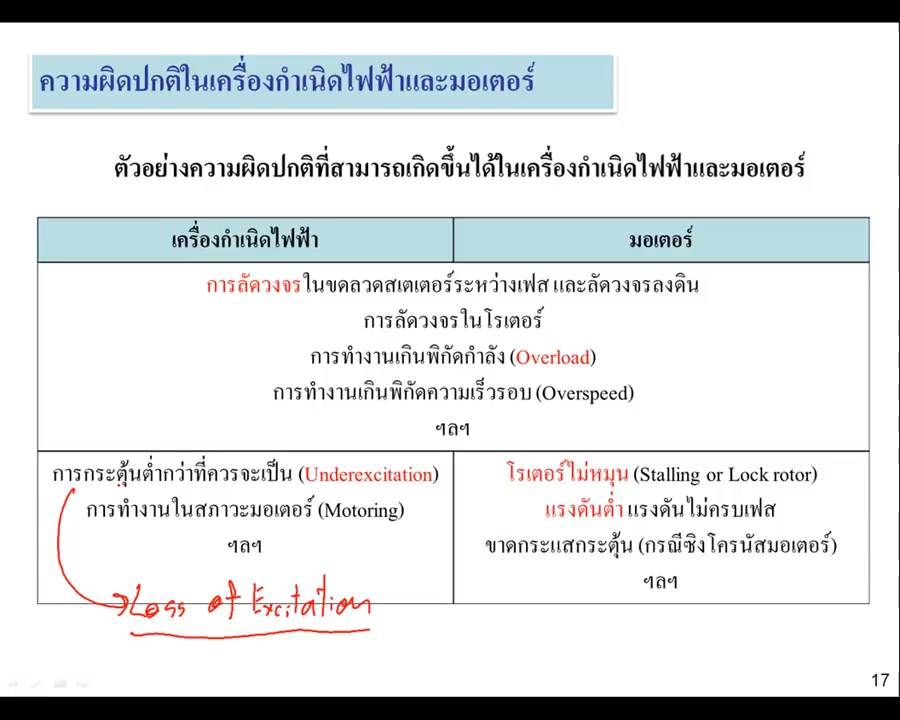 ความผิดปกติในเครื่องกำเนิดไฟฟ้าและมอเตอร์
ตัวอย่างความผิดปกติที่สามารถเกิดขึ้นได้ในเครื่องกำเนิดไฟฟ้าและมอเตอร์
เครื่องกำเนิดไฟฟ้า
มอเตอร์
การลัดวงจรในขดลวดสเตเตอร์ระหว่างเฟส และลัดวงจรลงดิน
การลัดวงจรในโรเตอร์
การทำงานเกินพิกัดกำลัง (Overload)
การทำงานเกินพิกัดความเร็วรอบ (Overspeed)
ฯลฯ
การกระตุ้นต่ำกว่าที่ควรจะเป็น (Underexcitation)
การทำงานในสภาวะมอเตอร์ (Motoring)
ฯลฯ
Loss of Excitation
โรเตอร์ไม่หมุน (Stalling or Lock rotor)
แรงดันต่ำ แรงดันไม่ครบเฟส
ขาดกระแสกระตุ้น (กรณีซิงโครนัสมอเตอร์)
ฯลฯ
17